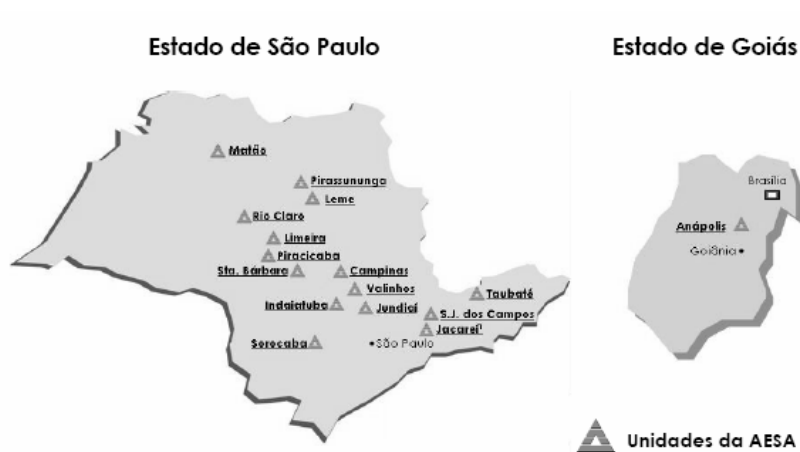 Estado de São Paulo
Estado de Goiás
Matão
Pirassununga
Leme
Rio Claro
Limeira
Piracicaba
Sta. Bárbara
Campinas
Valinhos
Indaiatuba
Jundiaí
Taubaté
S.J. dos Campos
Jacareí¹
Sorocaba
São Paulo
Brasília
Anápolis
Goiânia
Unidades da AESA